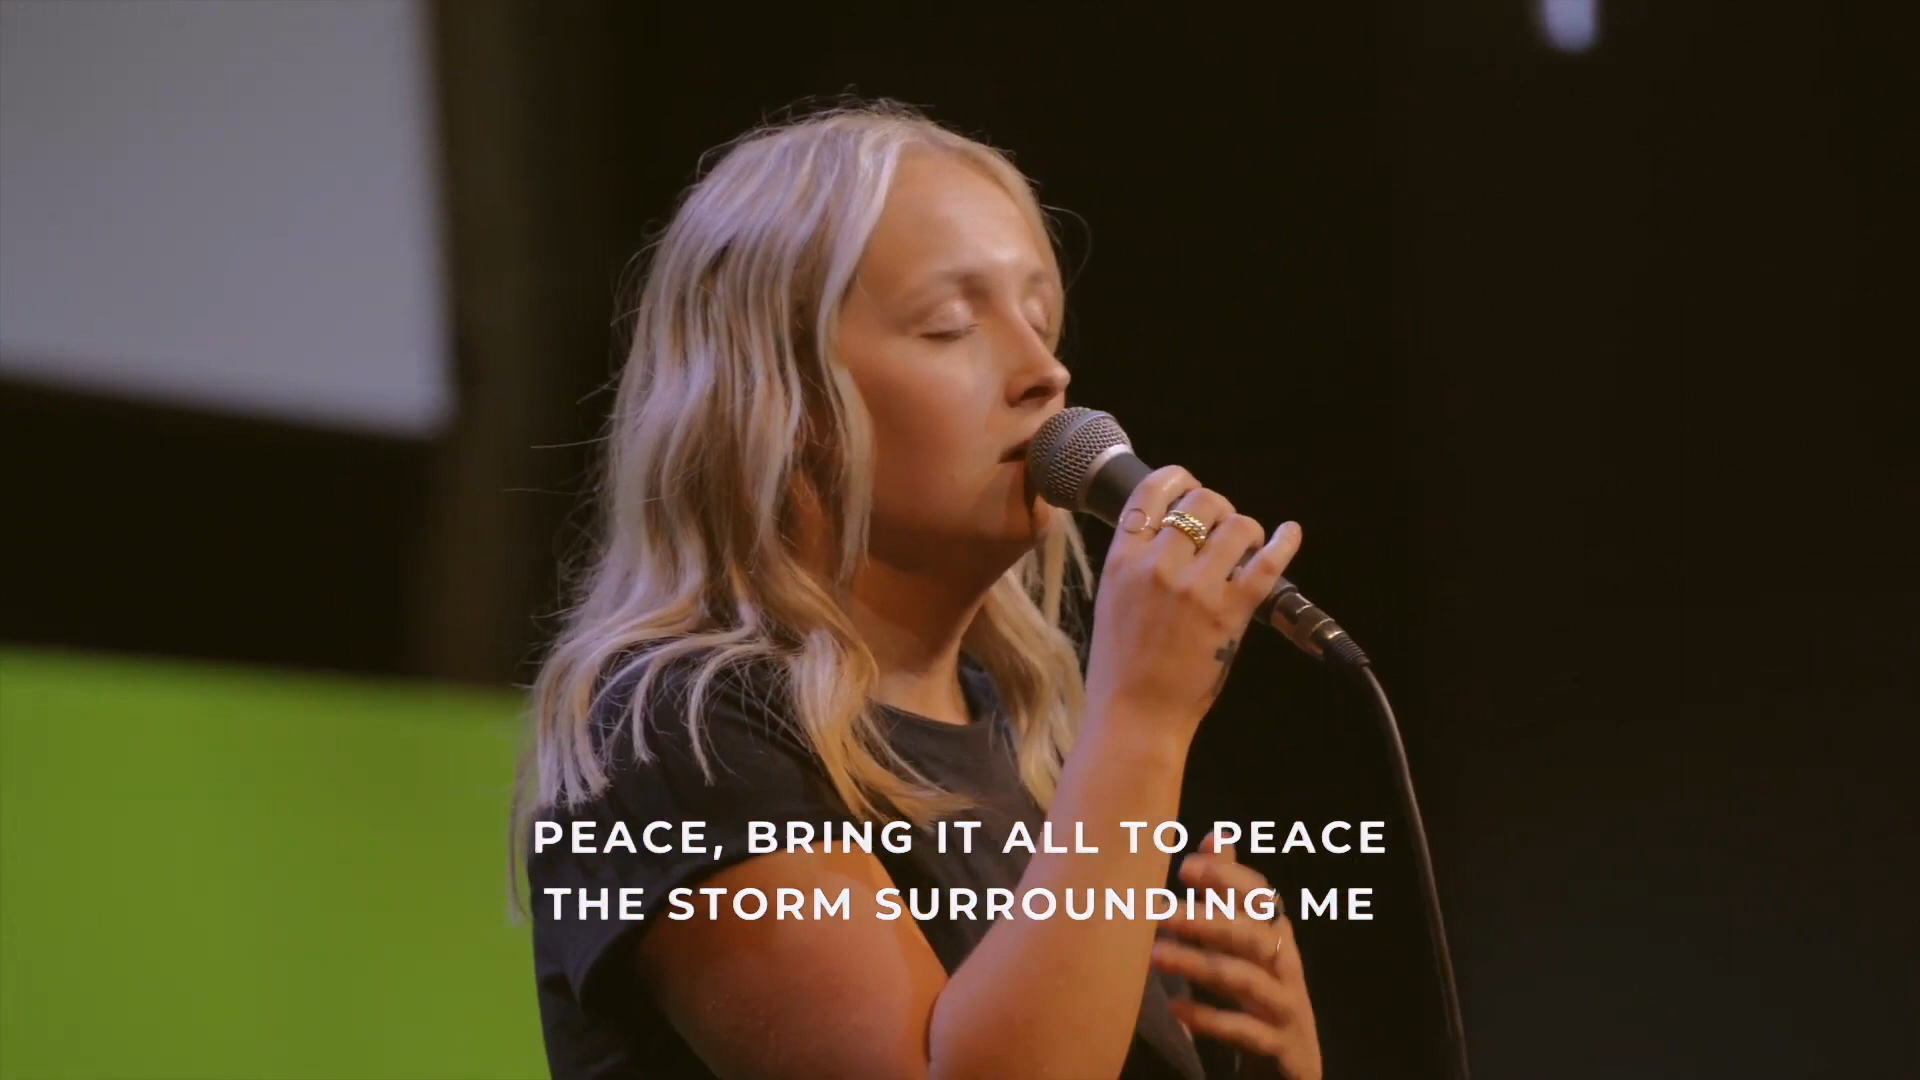 PEACE, BRING IT ALL TO PEACE
THE STORM SURROUNDING ME